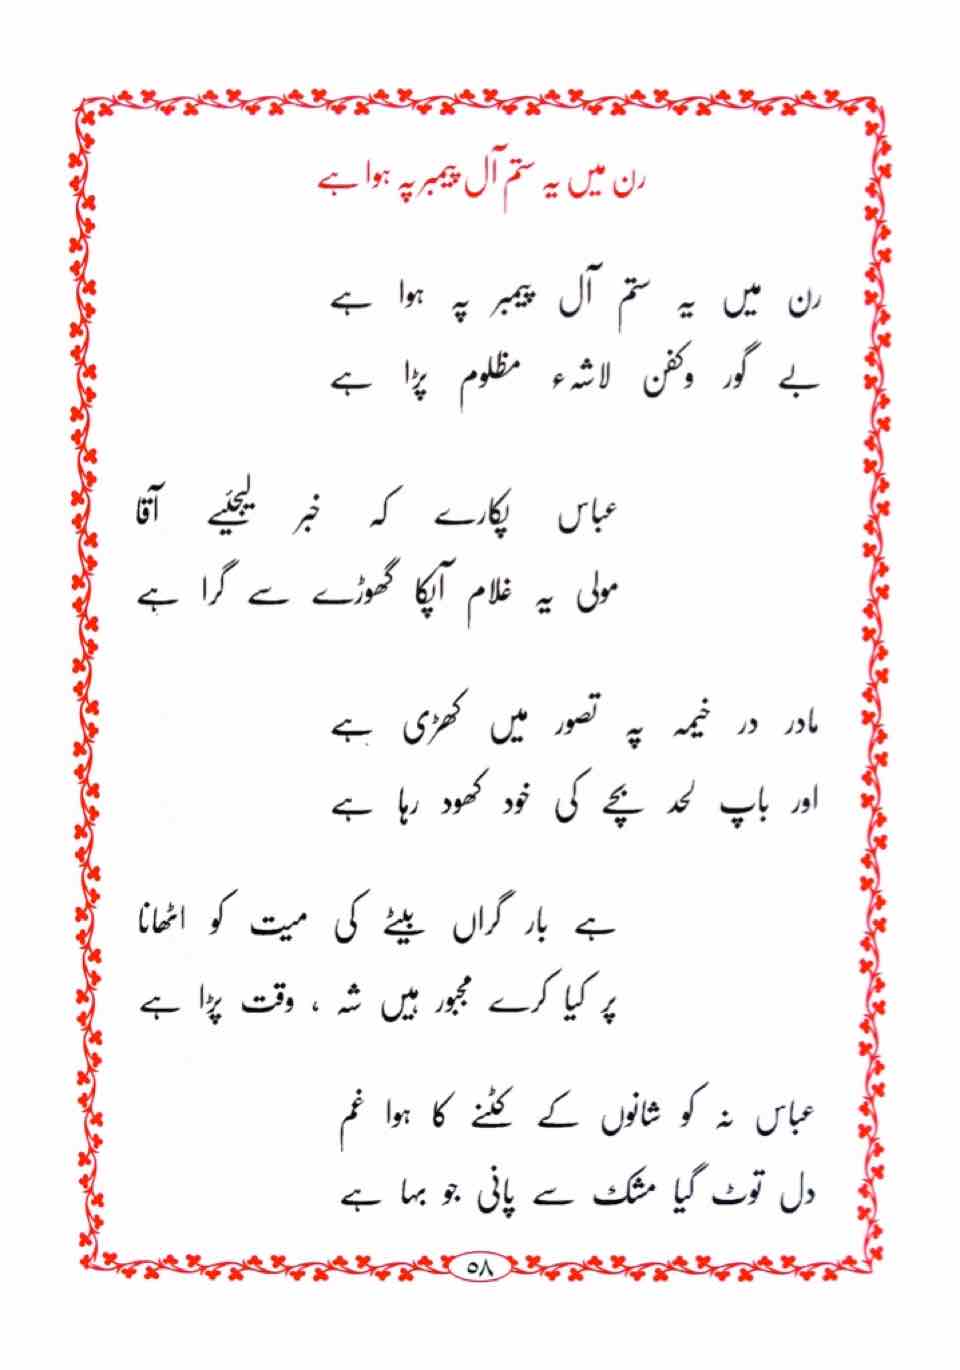 رن میں یہ ستم آل پیمبر پہ ہوا ہے
رن میں یہ ستم آل پیمبر پہ ہوا ہے
بے گور وکفن لاشہء مظلوم پڑا ہے
عباس پکارے کہ خبر لیجئیے آقا
مولی یہ غلام آپکا گھوڑے سے گرا ہے
مادر در خیمہ پہ تصور میں کھڑی ہے
اور باپ لحد بچے کی خود کھود رہا ہے
ہے بار گراں بیٹے کی میت کو اٹھانا
پر کیا کرے مجبور ہیں شہ ، وقت پڑا ہے
عباس نہ کو شانوں کے کٹنے کا ہوا غم
دل توٹ گیا مشک سے پانی جو بہا ہے
۵۸